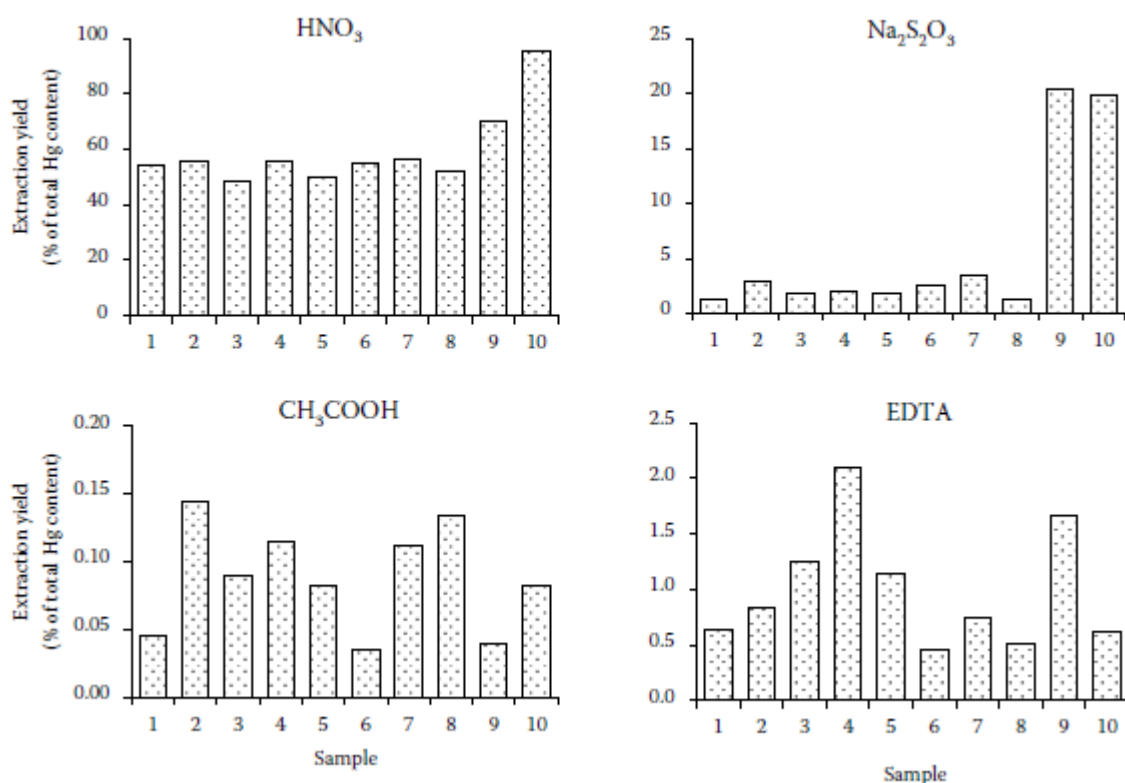 HNO₃
Extraction yield
(% of total Hg content)
100
80
60
40
20
0
1 2 3 4 5 6 7 8 9 10
Na₂S₂O₃
25
20
15
10
5
0
1 2 3 4 5 6 7 8 9 10
CH₃COOH
Extraction yield
(% of total Hg content)
0.20
0.15
0.10
0.05
0.00
1 2 3 4 5 6 7 8 9 10
Sample
EDTA
2.5
2.0
1.5
1.0
0.5
0.0
1 2 3 4 5 6 7 8 9 10
Sample